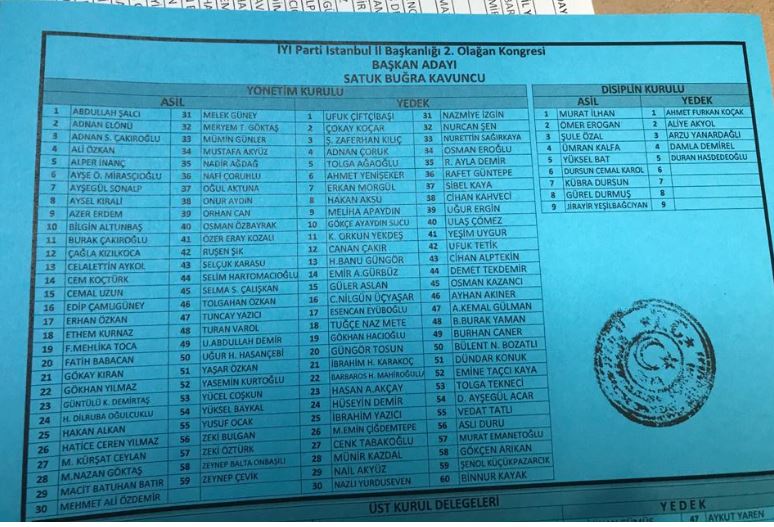 İYİ Parti İstanbul İl Başkanlığı 2. Olağan Kongresi
BAŞKAN ADAYI
SATUK BUĞRA KAVUNCU
YÖNETİM KURULU
ASİL
YEDEK
1 ABDULLAH ŞALCI 31 MELEK GÜNEY 1 UFUK ÇİFTÇİBAŞI 31 NAZMİYE İZGİN
2 ADNAN ELÖNÜ 32 MERYEM T. GÖKTAŞ 2 ÇOKAY KOÇAR 32 NURCAN ŞEN
3 ADNAN S. ÇAKIROĞLU 33 MÜMİN GÜNLER 3 Ş. ZAFERHAN KILIÇ 33 NURETTİN SAĞIRKAYA
4 ALİ ÖZKAN 34 MUSTAFA AKYÜZ 4 ADNAN ÇORUK 34 OSMAN EROĞLU
5 ALPER İNANÇ 35 NADİR AĞDAĞ 5 TOLGA AĞAOĞLU 35 R. AYLA DEMİR
6 AYŞE Ö. MİRASÇIOĞLU 36 NAFİ ÇORUHLU 6 AHMET YENİŞEKER 36 RAFET GÜNTEPE
7 AYŞEGÜL SONALP 37 OĞUL AKTUNA 7 ERKAN MORGÜL 37 SİBEL KAYA
8 AYSEL KIRALİ 38 ONUR AYDIN 8 HAKAN AKSU 38 CİHAN KAHVECİ
9 AZER ERDEM 39 ORHAN CAN 9 MELİHA APAYDIN 39 UĞUR ERGİN
10 BİLGİN ALTUNBAŞ 40 OSMAN ÖZBAYRAK 10 GÖKÇE AYAYDIN SUCU 40 ULAŞ ÇÖMEZ
11 BURAK ÇAKIROĞLU 41 ÖZER ERAY KOZALI 11 K. ORKUN YEKDEŞ 41 YEŞİM UYGUR
12 ÇAĞLA KIZILKOCA 42 RUŞEN ŞIK 12 CANAN ÇAKIR 42 UFUK TETİK
13 CELALETTİN AYKOL 43 SELÇUK KARASU 13 H.BANU GÜNGÖR 43 CİHAN ALPTEKİN
14 CEM KOÇTÜRK 44 SELİM HARTOMACIOĞLU 14 EMİR A.GÜRBÜZ 44 DEMET TEKDEMİR
15 CEMAL UZUN 45 SELMA S. ÇALIŞKAN 15 GÜLER ASLAN 45 OSMAN KAZANCI
16 EDİP ÇAMUGÜNEY 46 TOLGAHAN ÖZKAN 16 C.NİLGÜN ÜÇYAŞAR 46 AYHAN AKINER
17 ERHAN ÖZKAN 47 TUNCAY YAZICI 17 ESENCAN EYÜBOĞLU 47 A.KEMAL GÜLMAN
18 ETHEM KURNAZ 48 TURAN VAROL 18 TUĞÇE NAZ METE 48 B.BURAK YAMAN
19 F.MEHLİKA TOCA 49 U.ABDULLAH DEMİR 19 GÖKHAN HACIOĞLU 49 BURHAN CANER
20 FATİH BABACAN 50 UĞUR H. HASANÇEBİ 20 GÜNGÖR TOSUN 50 BÜLENT N. BOZATLI
21 GÖKAY KIRAN 51 YAŞAR ÖZKAN 21 İBRAHİM H. KARAKOÇ 51 DÜNDAR KONUK
22 GÖKHAN YILMAZ 52 YASEMİN KURTOĞLU 22 BARBAROS H. MAHİROĞULLU 52 EMİNE TAÇCI KAYA
23 GÜNTÜLÜ K. DEMİRTAŞ 53 YÜCEL COŞKUN 23 HASAN A.AKÇAY 53 TOLGA TEKNECİ
24 H. DİLRUBA OĞULCUKLU 54 YÜKSEL BAYKAL 24 HÜSEYİN DEMİR 54 D. AYŞEGÜL ACAR
25 HAKAN ALKAN 55 YUSUF OCAK 25 İBRAHİM YAZICI 55 VEDAT TATLI
26 HATİCE CEREN YILMAZ 56 ZEKİ BULGAN 26 M.EMİN ÇİĞDEMTEPE 56 ASLI DURU
27 M. KÜRŞAT CEYLAN 57 ZEKİ ÖZTÜRK 27 CENK TABAKOĞLU 57 MURAT EMANETOĞLU
28 M.NAZAN GÖKTAŞ 58 ZEYNEP BALTA ONBAŞILI 28 MÜNİR KAZDAL 58 GÖKÇEN ARIKAN
29 MACİT BATUHAN BATIR 59 ZEYNEP ÇEVİK 29 NAİL AKYÜZ 59 ŞENOL KÜÇÜKPAZARCIK
30 MEHMET ALİ ÖZDEMİR 30 NAZLI YURDUSEVEN 60 BİNNUR KAYAK
DİSİPLİN KURULU
ASİL
YEDEK
1 MURAT İLHAN 1 AHMET FURKAN KOÇAK
2 ÖMER EROGAN 2 ALİYE AKYOL
3 ŞULE ÖZAL 3 ARZU YANARDAĞLI
4 ÜMRAN KALFA 4 DAMLA DEMİREL
5 YÜKSEL BAT 5 DURAN HASDEDEOĞLU
6 DURSUN CEMAL KAROL 6
7 KÜBRA DURSUN 7
8 GÜREL DURMUŞ 8
9 JİRAYİR YEŞİLBAĞCIYAN 9
ÜST KURUL DELEGELERİ
YEDEK
47 AYKUT YAREN